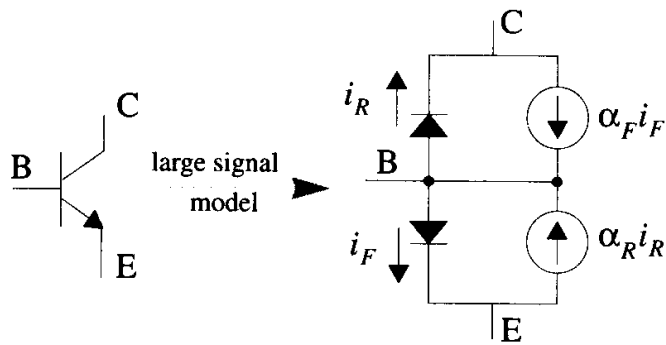 C
B
E
large signal
model
C
i_R
α_F i_F
B
i_F
α_R i_R
E